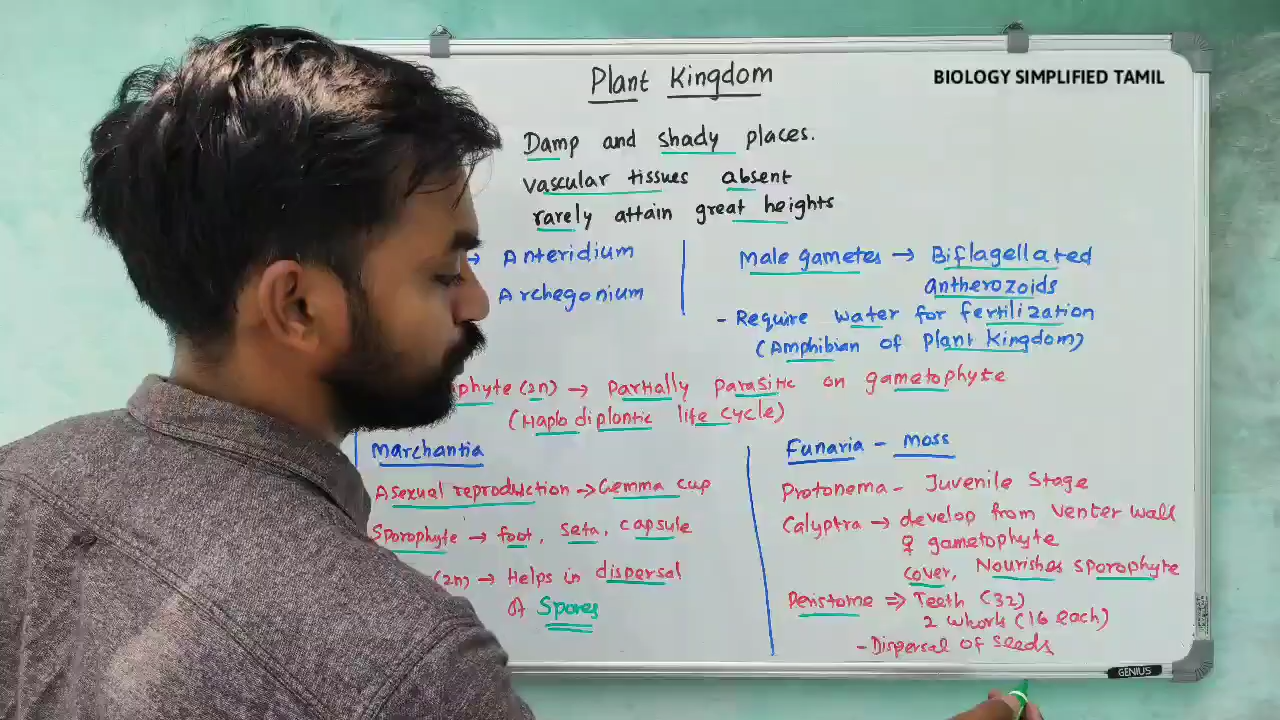 Plant Kingdom
BIOLOGY SIMPLIFIED TAMIL
Damp and shady places.
vascular tissues absent
rarely attain great heights
→ Anteridium
Archegonium
Male gametes → Biflagellated
antherozoids
- Require water for fertilization
(Amphibian of Plant Kingdom)
phyte (2n) → Partially Parasitic on gametophyte
(Haplo diplontic life cycle)
Marchantia
Asexual reproduction → Gemma cup
Sporophyte → foot, seta, capsule
(2n) → Helps in dispersal
of Spores
Funaria - Moss
Protonema - Juvenile Stage
Calyptra → develop from venter wall
♀ gametophyte
cover, Nourishes sporophyte
Peristome ⇒ Teeth (32)
2 whorls (16 each)
- Dispersal of seeds
GENIUS